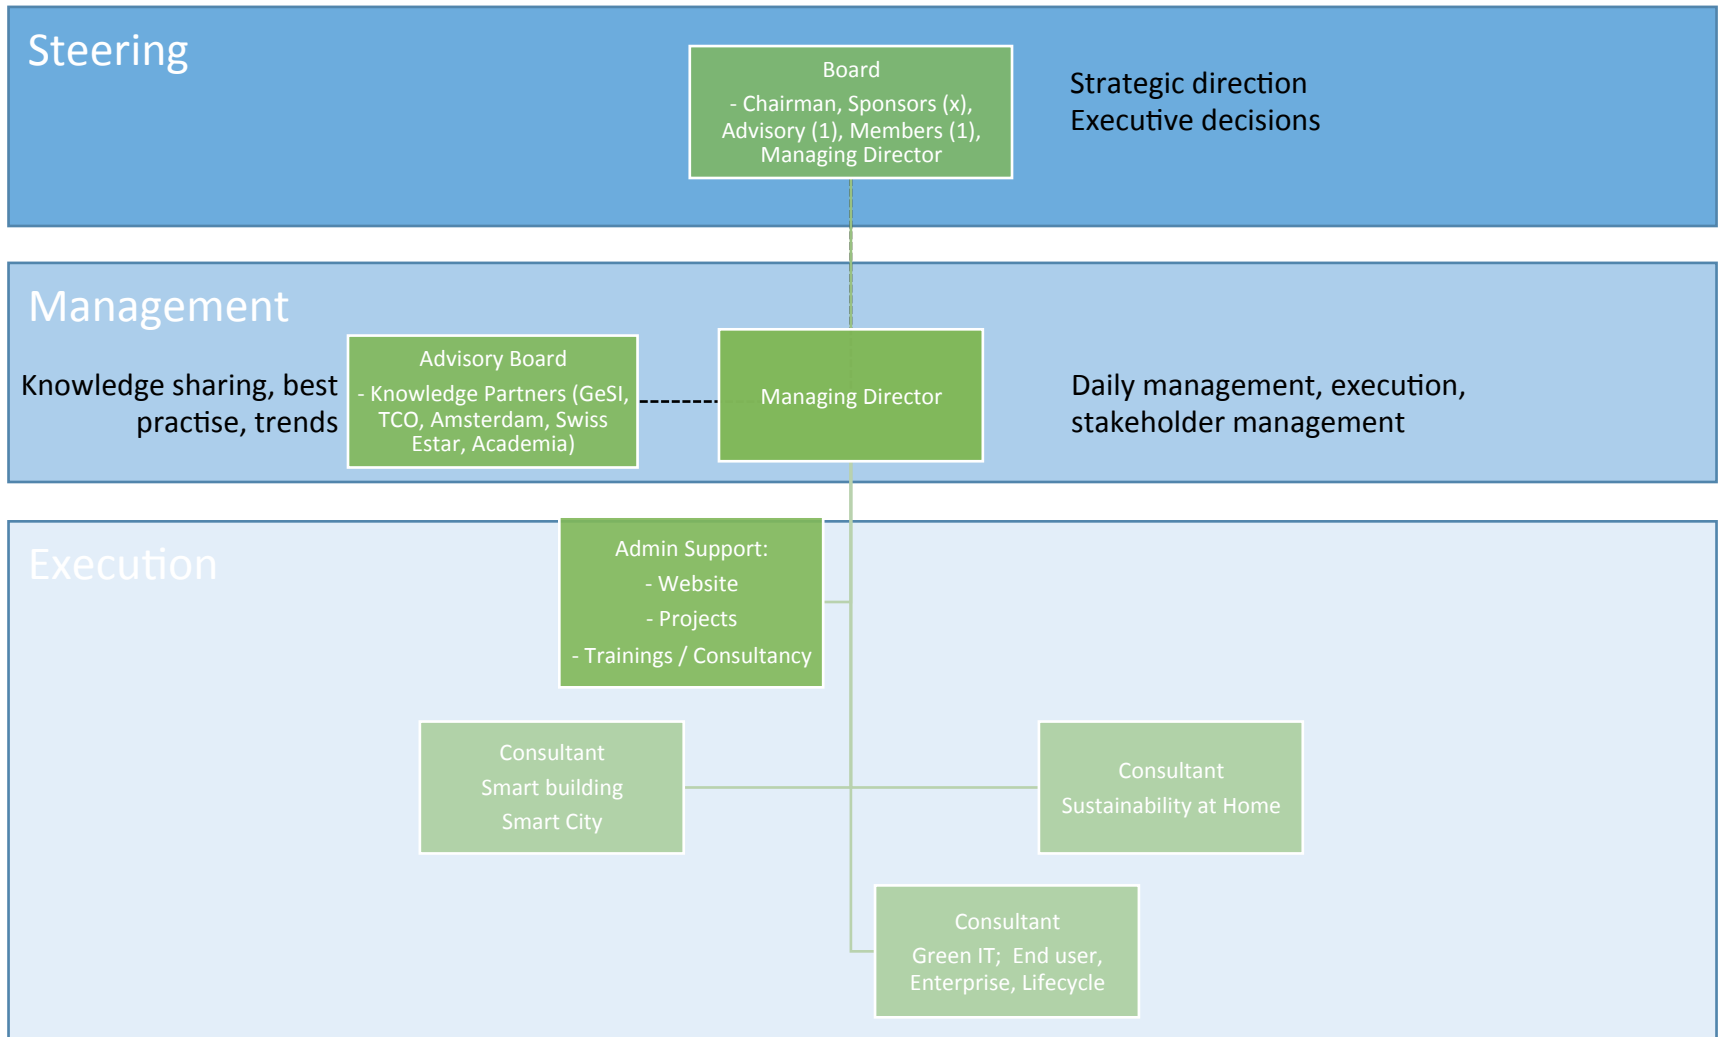 Steering
Board
- Chairman, Sponsors (x),
Advisory (1), Members (1),
Managing Director
Strategic direction
Executive decisions
Management
Knowledge sharing, best
practise, trends
Advisory Board
- Knowledge Partners (GeSI,
TCO, Amsterdam, Swiss
Estar, Academia)
Managing Director
Daily management, execution,
stakeholder management
Execution
Admin Support:
- Website
- Projects
- Trainings / Consultancy
Consultant
Smart building
Smart City
Consultant
Sustainability at Home
Consultant
Green IT;  End user,
Enterprise, Lifecycle